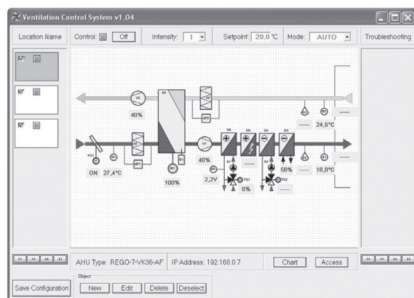 Ventilation Control System v1,04
Location Name Control: Off Intensity: 1 Setpoint: 20,0 °C Mode: AUTO Troubleshooting
40%
24,5°C
ON 27,4°C
100%
40%
2,2V
0%
50%
18,8°C
AHU Type: REGO-7-VK36-AF IP Address: 192.168.0.7 Chart Access
Object
Save Configuration New Edit Delete Deselect